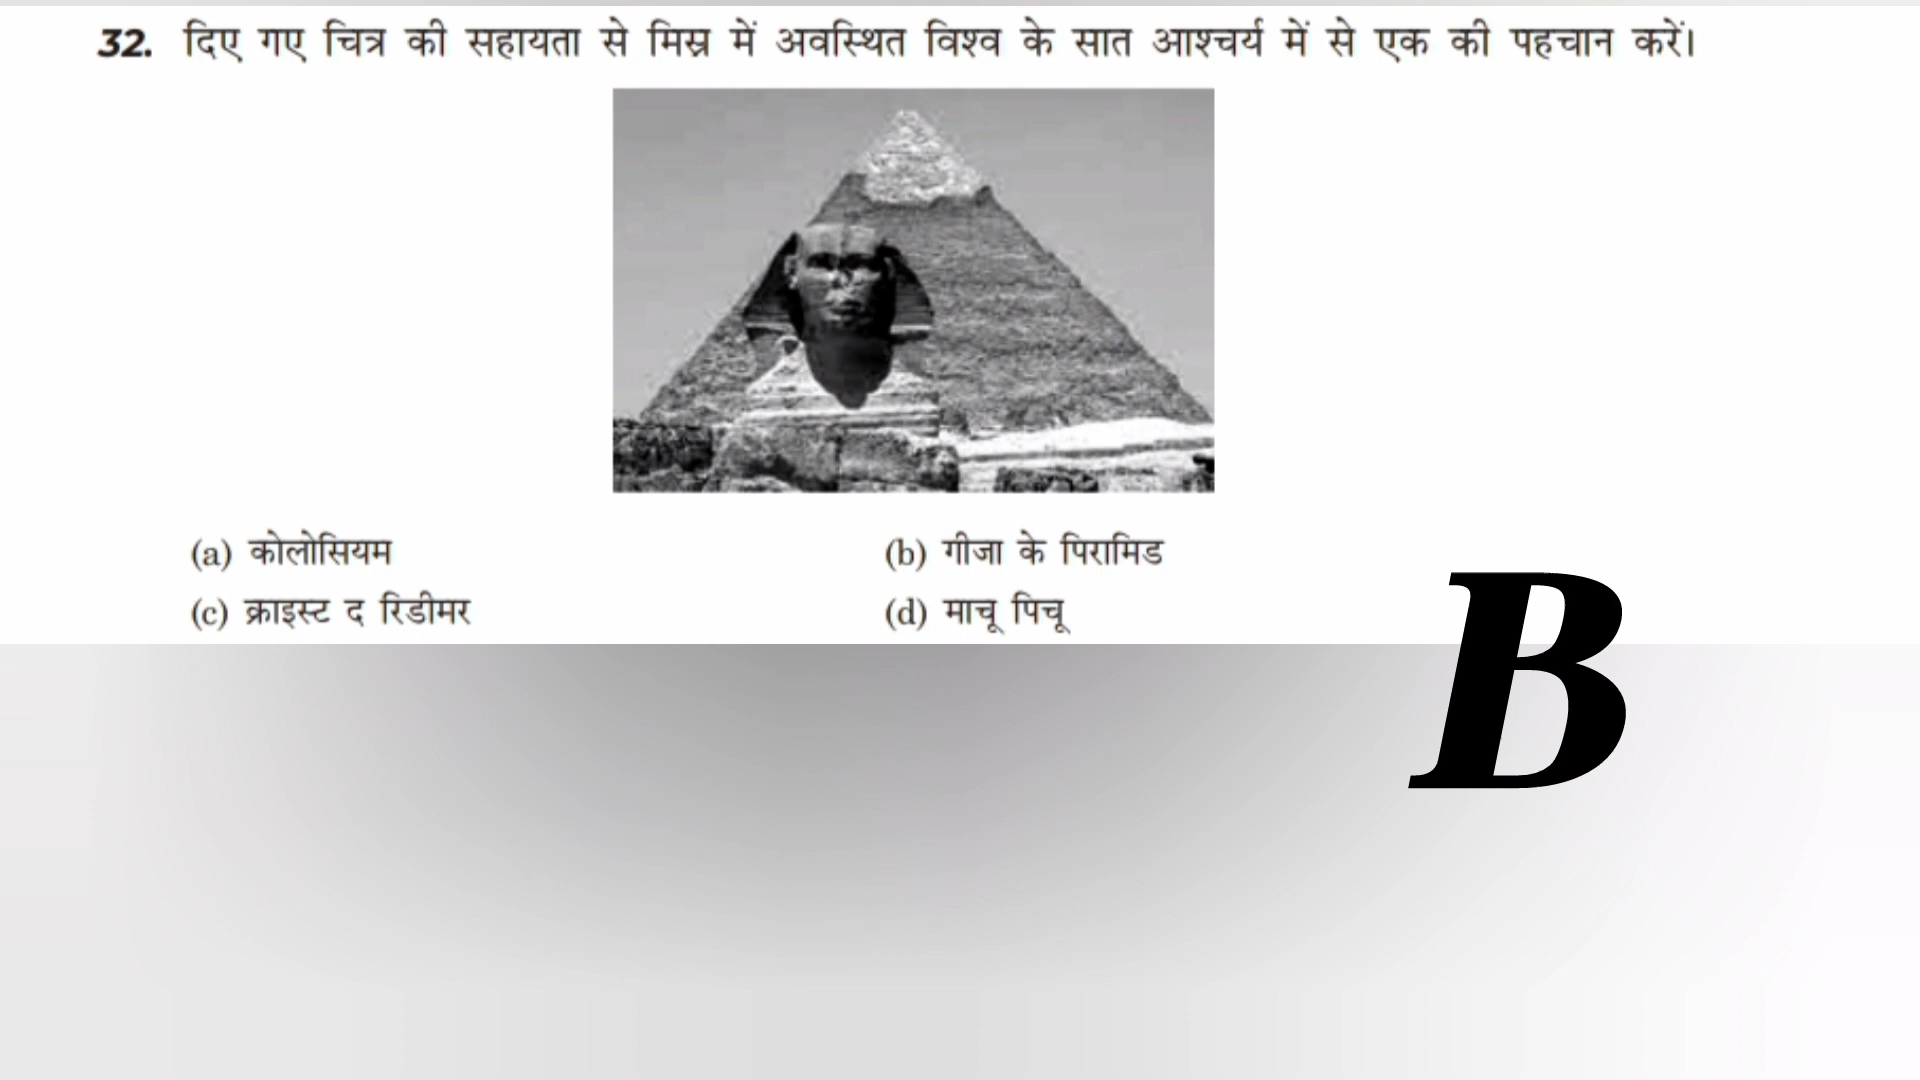 32. दिए गए चित्र की सहायता से मिस्र में अवस्थित विश्व के सात आश्चर्य में से एक की पहचान करें।
(a) कोलोसियम (b) गीजा के पिरामिड
(c) क्राइस्ट द रिडीमर (d) माचू पिचू
B